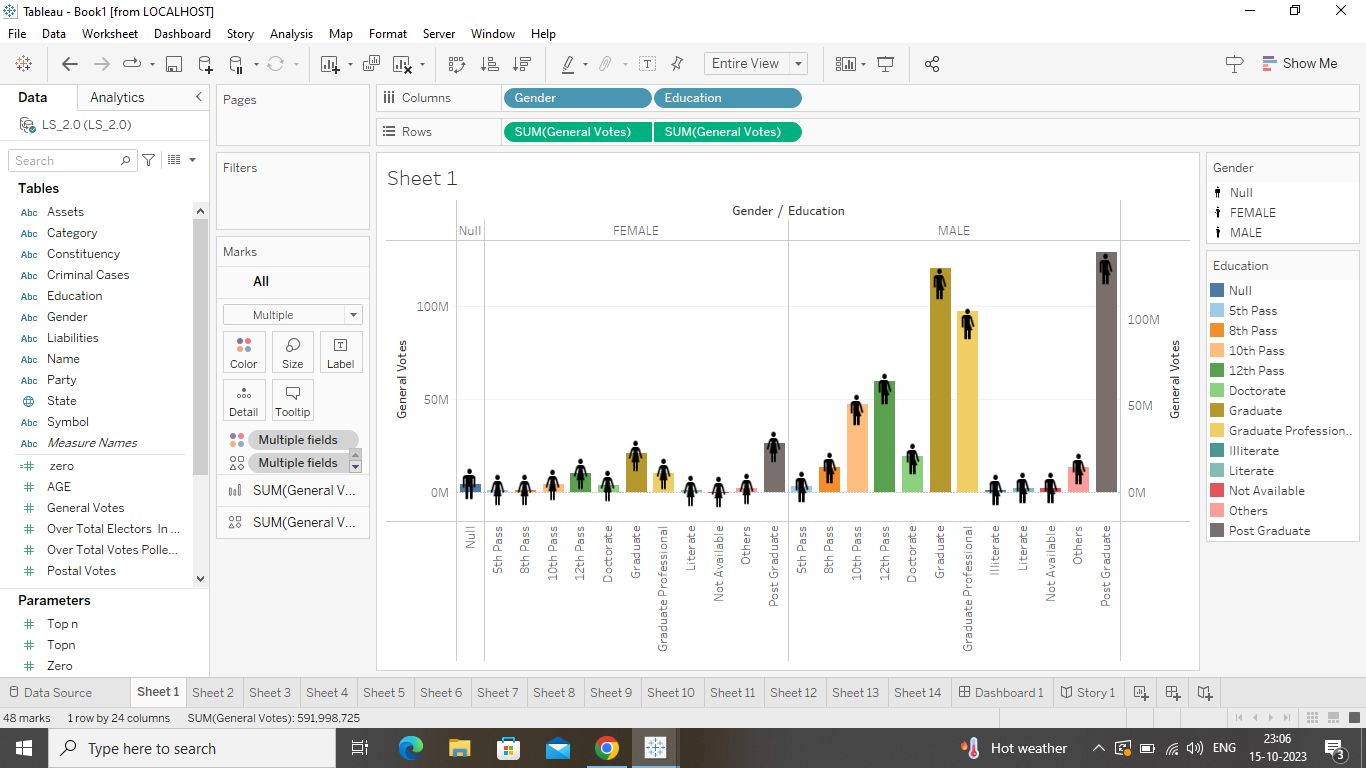 Tableau - Book1 [from LOCALHOST]
File Data Worksheet Dashboard Story Analysis Map Format Server Window Help
Entire View
Show Me
Data Analytics
LS_2.0 (LS_2.0)
Search
Tables
Abc Assets
Abc Category
Abc Constituency
Abc Criminal Cases
Abc Education
Abc Gender
Abc Liabilities
Abc Name
Abc Party
State
Abc Symbol
Abc Measure Names
=# zero
# AGE
# General Votes
# Over Total Electors In ...
# Over Total Votes Polle...
# Postal Votes
Parameters
# Top n
# Topn
# Zero
Pages
Filters
Marks
All
Multiple
Color Size Label
Detail Tooltip
Multiple fields
Multiple fields
SUM(General V...
SUM(General V...
Columns Gender Education
Rows SUM(General Votes) SUM(General Votes)
Sheet 1
Gender / Education
Null FEMALE MALE
General Votes
100M
50M
0M
100M
50M
0M
General Votes
Null
5th Pass
8th Pass
10th Pass
12th Pass
Doctorate
Graduate
Graduate Professional
Literate
Not Available
Others
Post Graduate
5th Pass
8th Pass
10th Pass
12th Pass
Doctorate
Graduate
Graduate Professional
Illiterate
Literate
Not Available
Others
Post Graduate
Gender
Null
FEMALE
MALE
Education
Null
5th Pass
8th Pass
10th Pass
12th Pass
Doctorate
Graduate
Graduate Profession..
Illiterate
Literate
Not Available
Others
Post Graduate
Data Source Sheet 1 Sheet 2 Sheet 3 Sheet 4 Sheet 5 Sheet 6 Sheet 7 Sheet 8 Sheet 9 Sheet 10 Sheet 11 Sheet 12 Sheet 13 Sheet 14 Dashboard 1 Story 1
48 marks 1 row by 24 columns SUM(General Votes): 591,998,725
Type here to search
Hot weather
ENG
23:06
15-10-2023
3